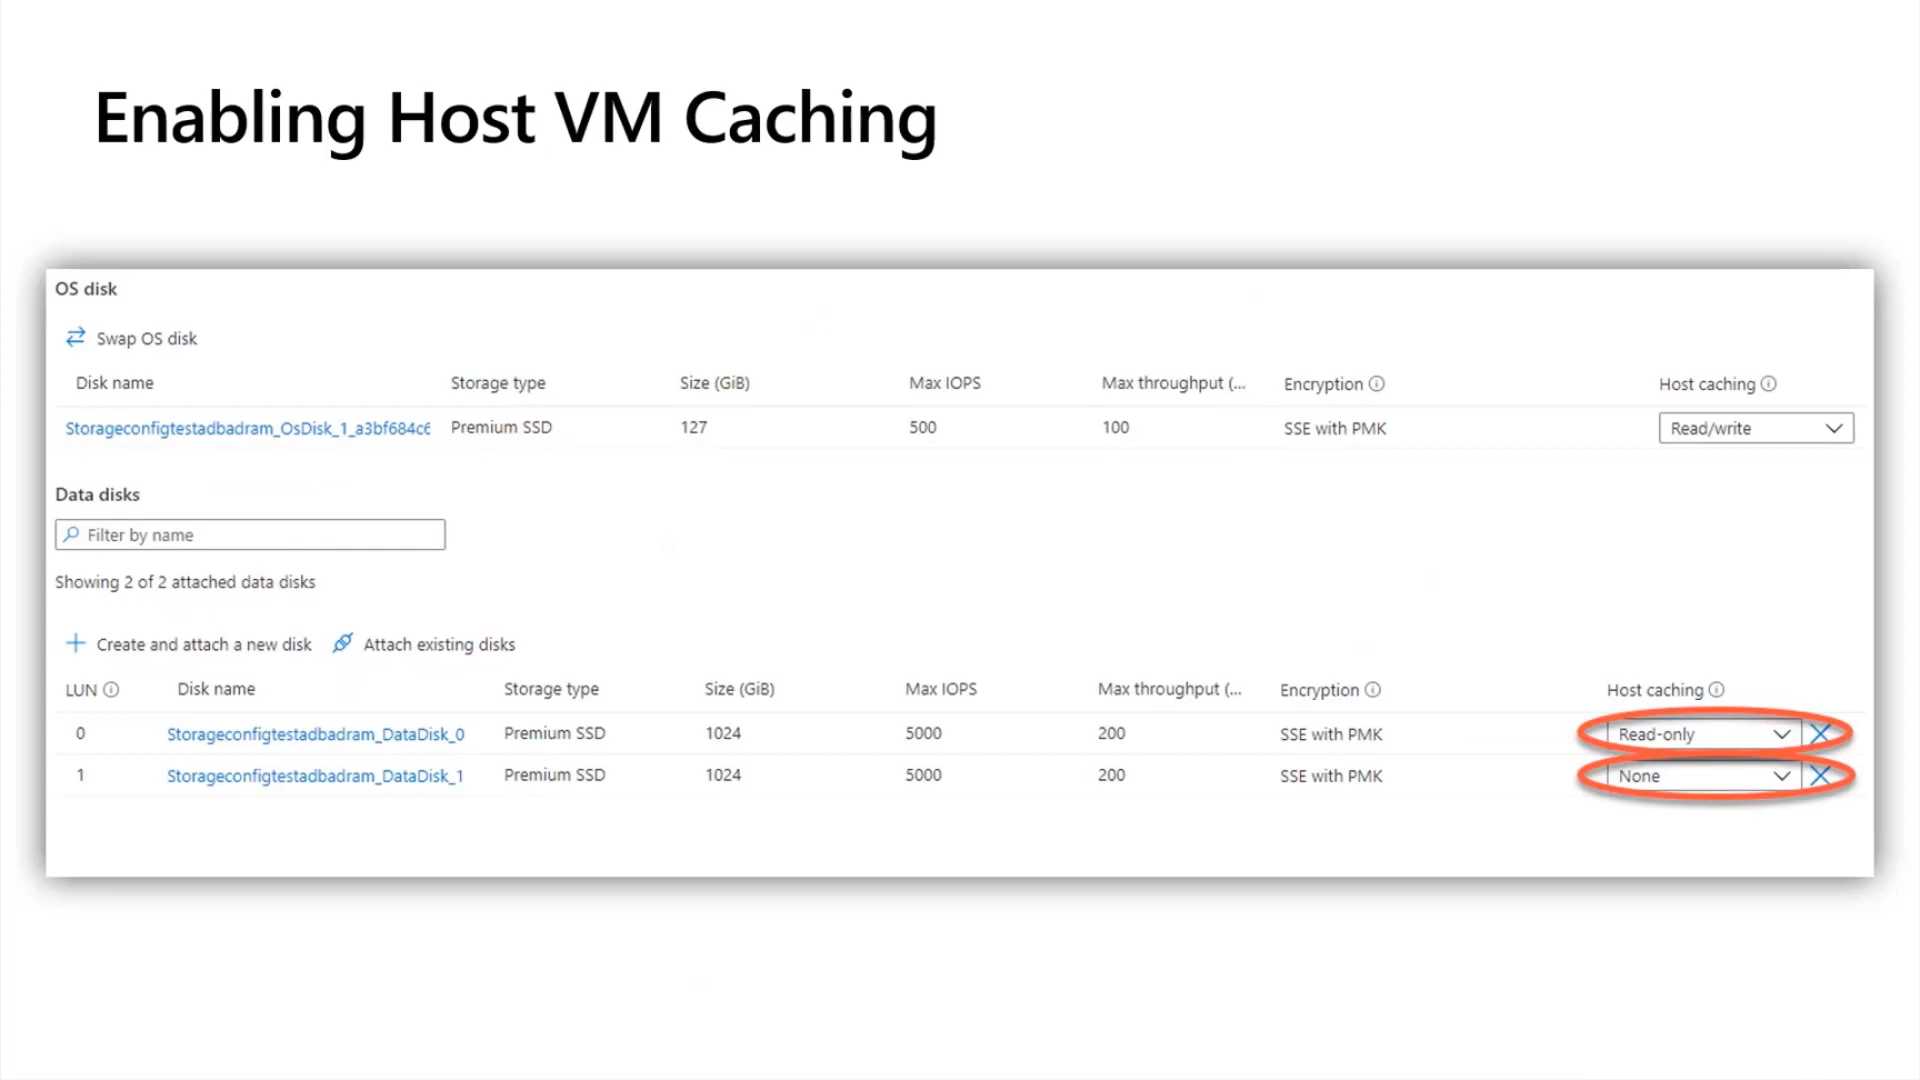 Enabling Host VM Caching
OS disk
Swap OS disk
Disk name Storage type Size (GiB) Max IOPS Max throughput (... Encryption Host caching
Storageconfigtestadbadram_OsDisk_1_a3bf684c6 Premium SSD 127 500 100 SSE with PMK Read/write
Data disks
Filter by name
Showing 2 of 2 attached data disks
Create and attach a new disk Attach existing disks
LUN Disk name Storage type Size (GiB) Max IOPS Max throughput (... Encryption Host caching
0 Storageconfigtestadbadram_DataDisk_0 Premium SSD 1024 5000 200 SSE with PMK Read-only
1 Storageconfigtestadbadram_DataDisk_1 Premium SSD 1024 5000 200 SSE with PMK None